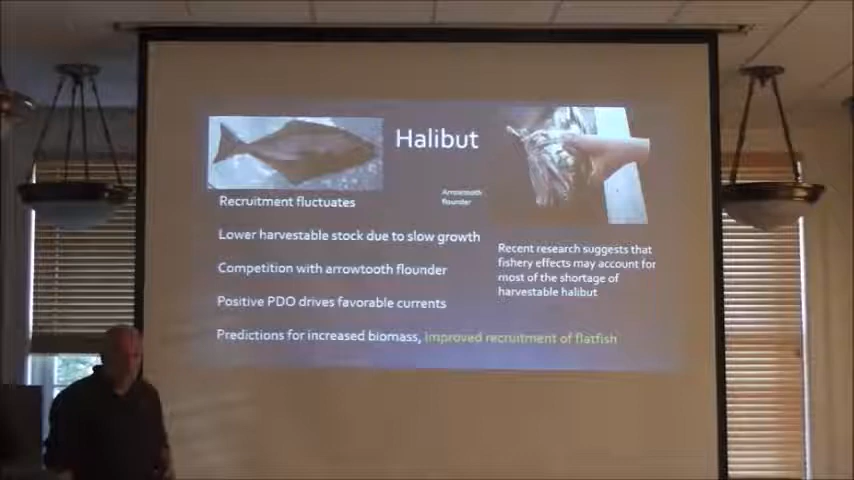 Halibut
Recruitment fluctuates
Arrowtooth
flounder
Lower harvestable stock due to slow growth
Competition with arrowtooth flounder
Positive PDO drives favorable currents
Predictions for increased biomass, improved recruitment of flatfish
Recent research suggests that
fishery effects may account for
most of the shortage of
harvestable halibut